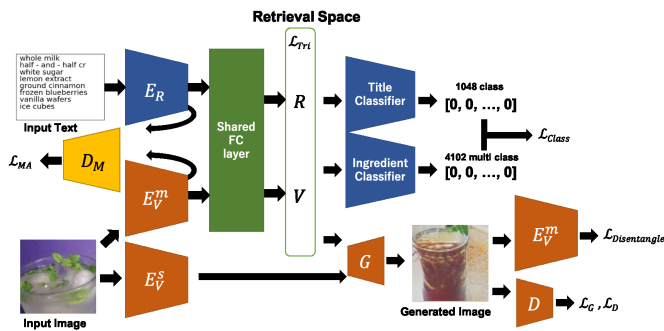 Retrieval Space
whole milk
half - and - half cr
white sugar
lemon extract
ground cinnamon
frozen blueberries
vanilla wafers
ice cubes
Input Text
E_R
Shared
FC
layer
ℒ_Tri
R
V
Title
Classifier
1048 class
[0, 0, ..., 0]
ℒ_Class
Ingredient
Classifier
4102 multi class
[0, 0, ..., 0]
ℒ_MA
D_M
E_V^m
E_V^s
Input Image
G
Generated Image
E_V^m
ℒ_Disentangle
D
ℒ_G , ℒ_D